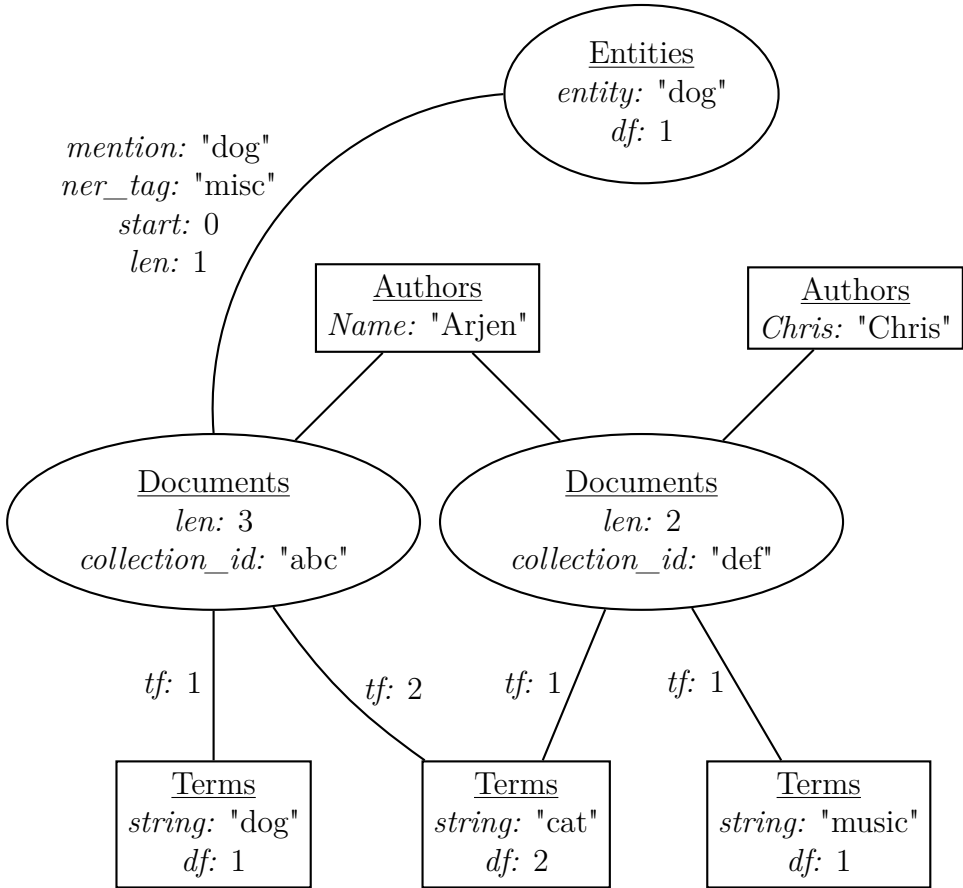 Entities
entity: "dog"
df: 1
mention: "dog"
ner_tag: "misc"
start: 0
len: 1
Authors
Name: "Arjen"
Authors
Chris: "Chris"
Documents
len: 3
collection_id: "abc"
Documents
len: 2
collection_id: "def"
tf: 1
tf: 2
tf: 1
tf: 1
Terms
string: "dog"
df: 1
Terms
string: "cat"
df: 2
Terms
string: "music"
df: 1